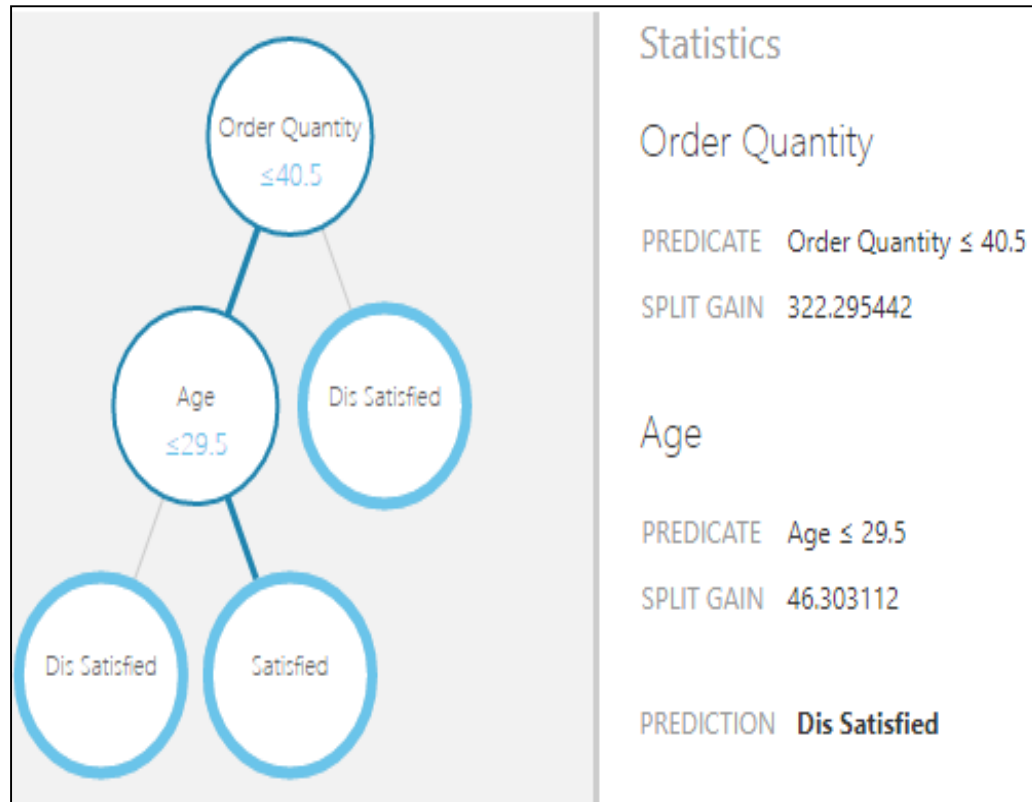 Order Quantity
≤40.5
Age
≤29.5
Dis Satisfied
Dis Satisfied
Satisfied
Statistics
Order Quantity
PREDICATE Order Quantity ≤ 40.5
SPLIT GAIN 322.295442
Age
PREDICATE Age ≤ 29.5
SPLIT GAIN 46.303112
PREDICTION Dis Satisfied